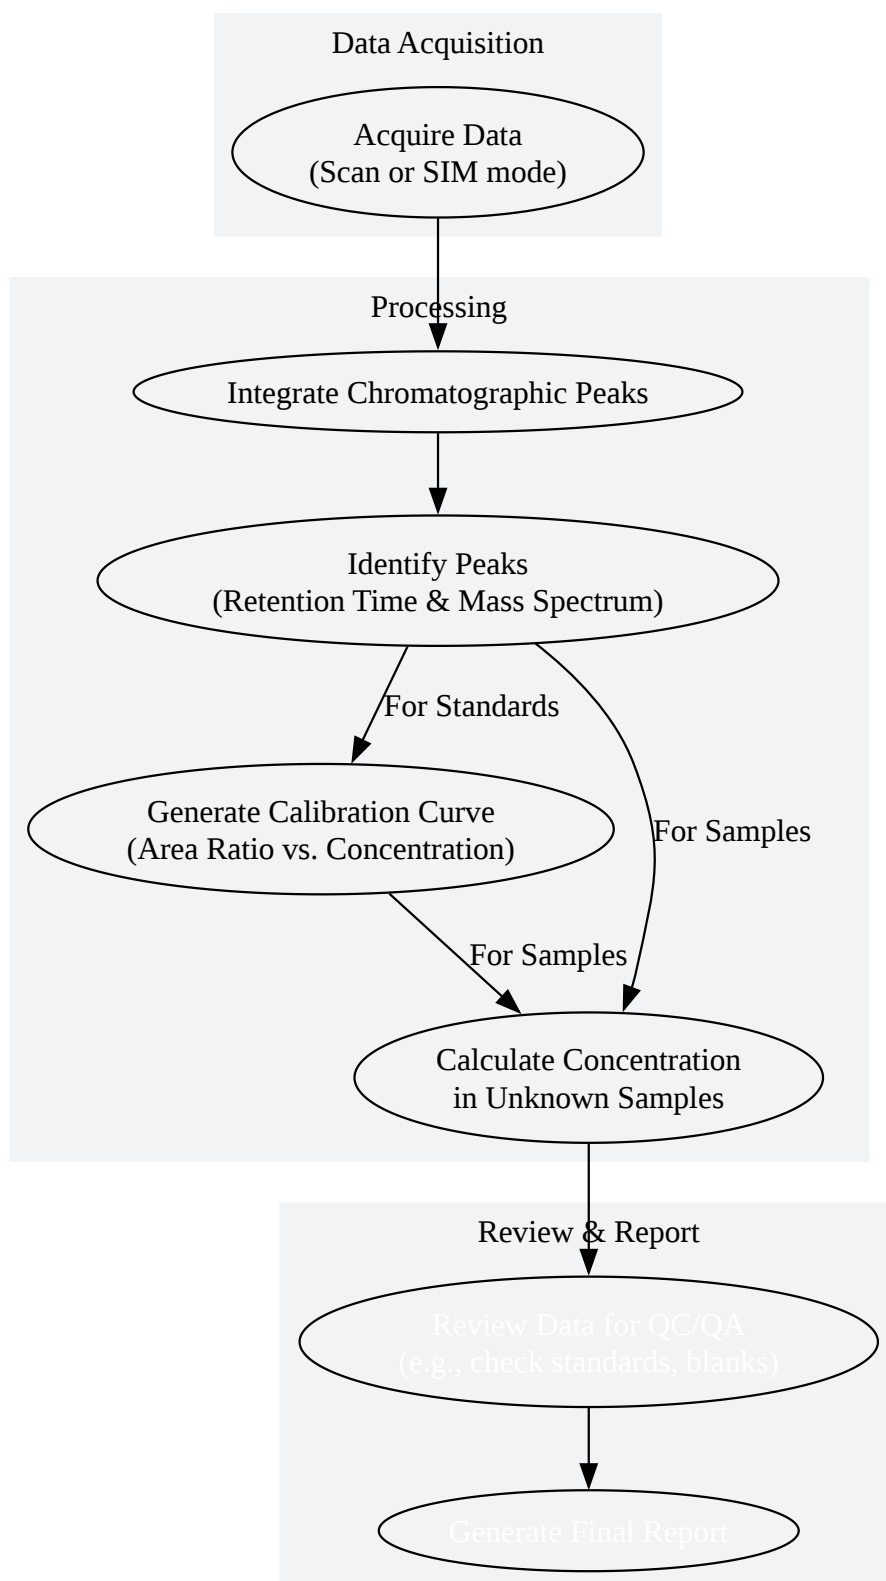 Data Acquisition
Acquire Data
(Scan or SIM mode)
Processing
Integrate Chromatographic Peaks
Identify Peaks
(Retention Time & Mass Spectrum)
For Standards
Generate Calibration Curve
(Area Ratio vs. Concentration)
For Samples
For Samples
Calculate Concentration
in Unknown Samples
Review & Report
Review Data for QC/QA
(e.g., check standards, blanks)
Generate Final Report